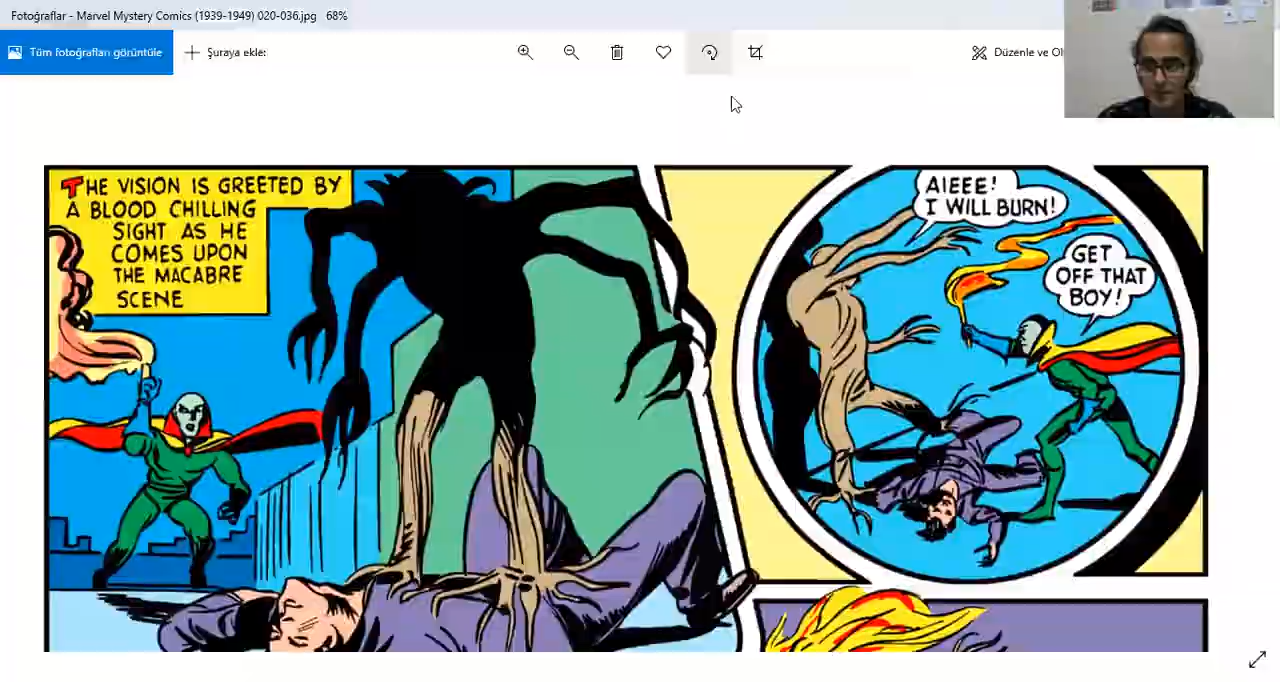 Fotoğraflar - Marvel Mystery Comics (1939-1949) 020-036.jpg 68%
Tüm fotoğrafları görüntüle
Şuraya ekle:
Düzenle ve Ol
THE VISION IS GREETED BY
A BLOOD CHILLING
SIGHT AS HE
COMES UPON
THE MACABRE
SCENE
AIEEE!
I WILL BURN!
GET
OFF THAT
BOY!